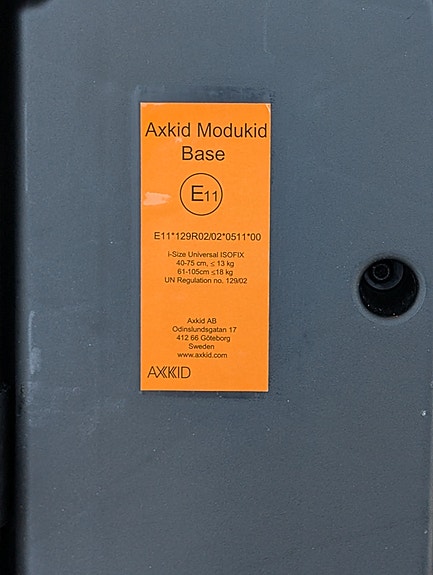 Axkid Modukid
Base
E11
E11*129R02/02*0511*00
i-Size Universal ISOFIX
40-75 cm, ≤ 13 kg
61-105cm ≤18 kg
UN Regulation no. 129/02
Axkid AB
Odinslundsgatan 17
412 66 Göteborg
Sweden
www.axkid.com
AXKID